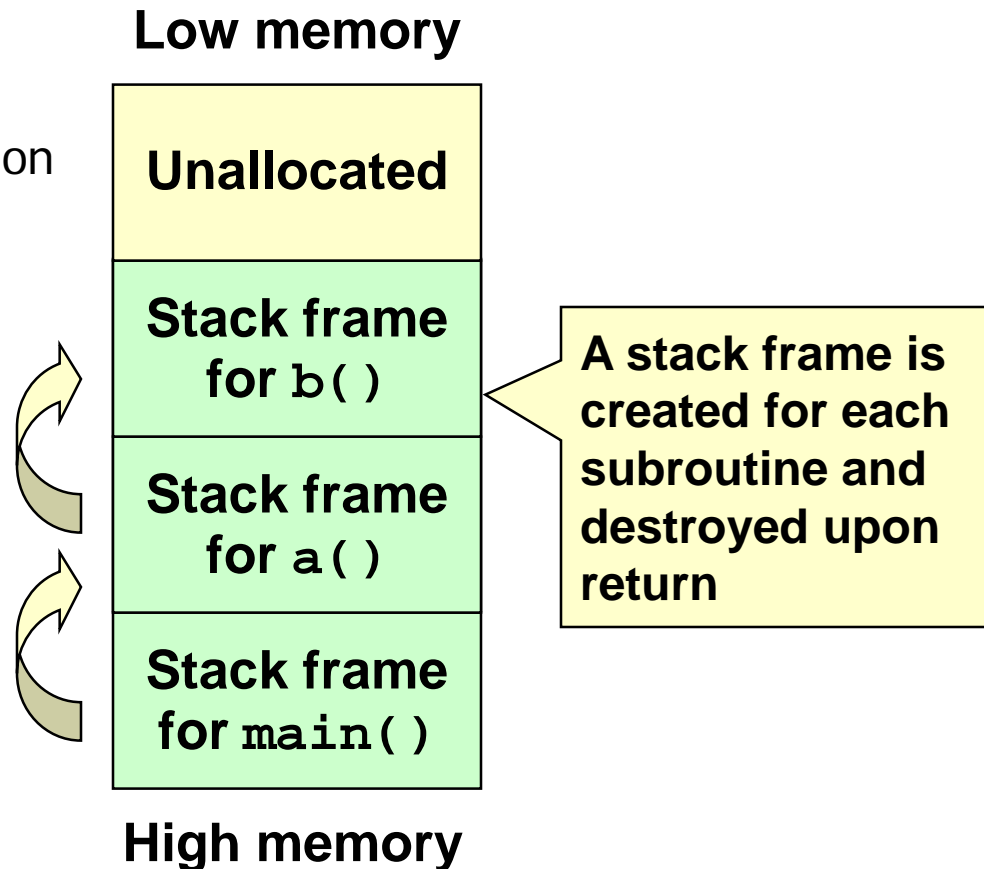 Low memory
on
Unallocated
Stack frame
for b()
A stack frame is
created for each
subroutine and
destroyed upon
return
Stack frame
for a()
Stack frame
for main()
High memory